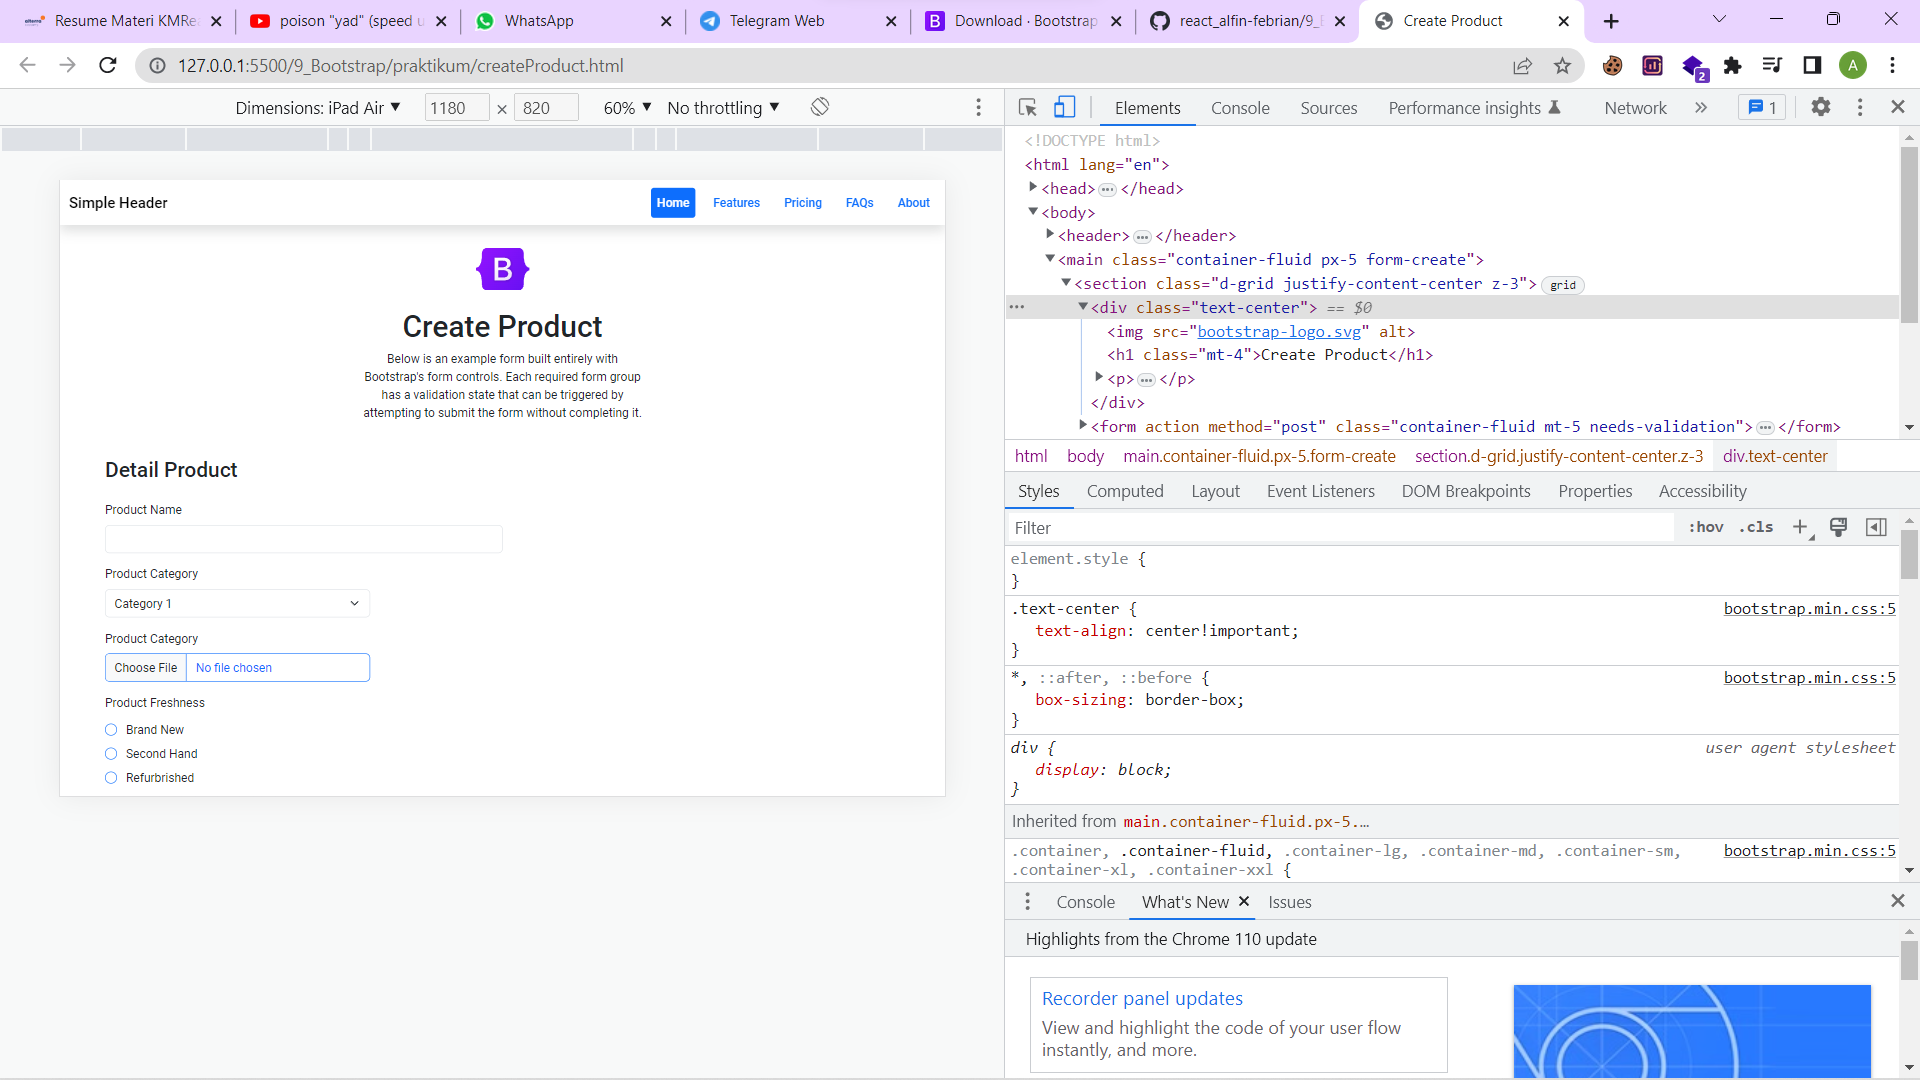 Resume Materi KMRe
poison "yad" (speed u
WhatsApp
Telegram Web
Download · Bootstrap
react_alfin-febrian/9_B
Create Product
127.0.0.1:5500/9_Bootstrap/praktikum/createProduct.html
2
A
Dimensions: iPad Air ▼ 1180 × 820 60% ▼ No throttling ▼
Elements Console Sources Performance insights Network » 1
Simple Header
Home Features Pricing FAQs About
B
Create Product
Below is an example form built entirely with
Bootstrap's form controls. Each required form group
has a validation state that can be triggered by
attempting to submit the form without completing it.
Detail Product
Product Name
Product Category
Category 1
Product Category
Choose File No file chosen
Product Freshness
Brand New
Second Hand
Refurbrished
<!DOCTYPE html>
<html lang="en">
▶<head>…</head>
▼<body>
▶<header>…</header>
▼<main class="container-fluid px-5 form-create">
▼<section class="d-grid justify-content-center z-3"> grid
… ▼<div class="text-center"> == $0
<img src="bootstrap-logo.svg" alt>
<h1 class="mt-4">Create Product</h1>
▶<p>…</p>
</div>
▶<form action method="post" class="container-fluid mt-5 needs-validation">…</form>
html body main.container-fluid.px-5.form-create section.d-grid.justify-content-center.z-3 div.text-center
Styles Computed Layout Event Listeners DOM Breakpoints Properties Accessibility
Filter :hov .cls +
element.style {
}
.text-center { bootstrap.min.css:5
text-align: center!important;
}
*, ::after, ::before { bootstrap.min.css:5
box-sizing: border-box;
}
div { user agent stylesheet
display: block;
}
Inherited from main.container-fluid.px-5.…
.container, .container-fluid, .container-lg, .container-md, .container-sm, bootstrap.min.css:5
.container-xl, .container-xxl {
Console What's New Issues
Highlights from the Chrome 110 update
Recorder panel updates
View and highlight the code of your user flow
instantly, and more.